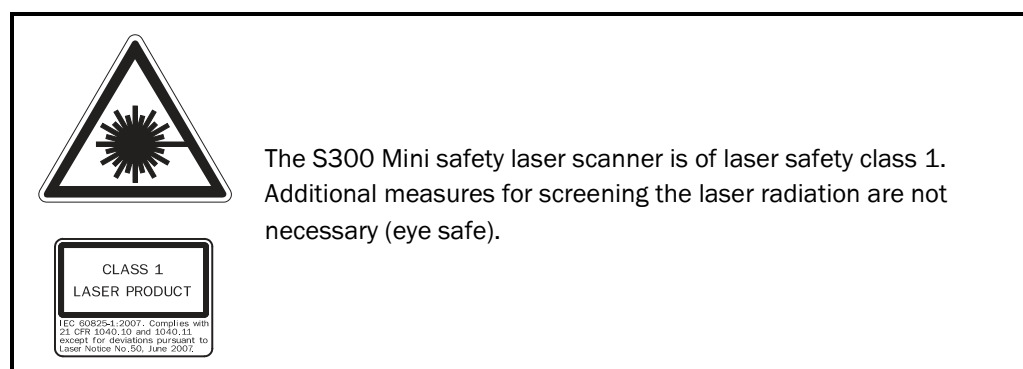 The S300 Mini safety laser scanner is of laser safety class 1.
Additional measures for screening the laser radiation are not
necessary (eye safe).
CLASS 1
LASER PRODUCT
IEC 60825-1:2007. Complies with
21 CFR 1040.10 and 1040.11
except for deviations pursuant to
Laser Notice No.50, June 2007.